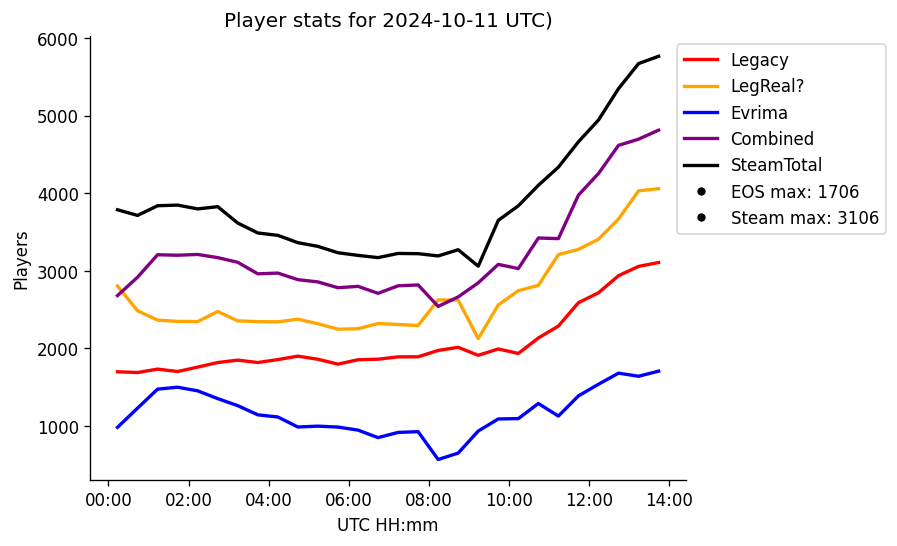 Player stats for 2024-10-11 UTC)
6000
5000
4000
3000
2000
1000
Players
00:00 02:00 04:00 06:00 08:00 10:00 12:00 14:00
UTC HH:mm
Legacy
LegReal?
Evrima
Combined
SteamTotal
EOS max: 1706
Steam max: 3106